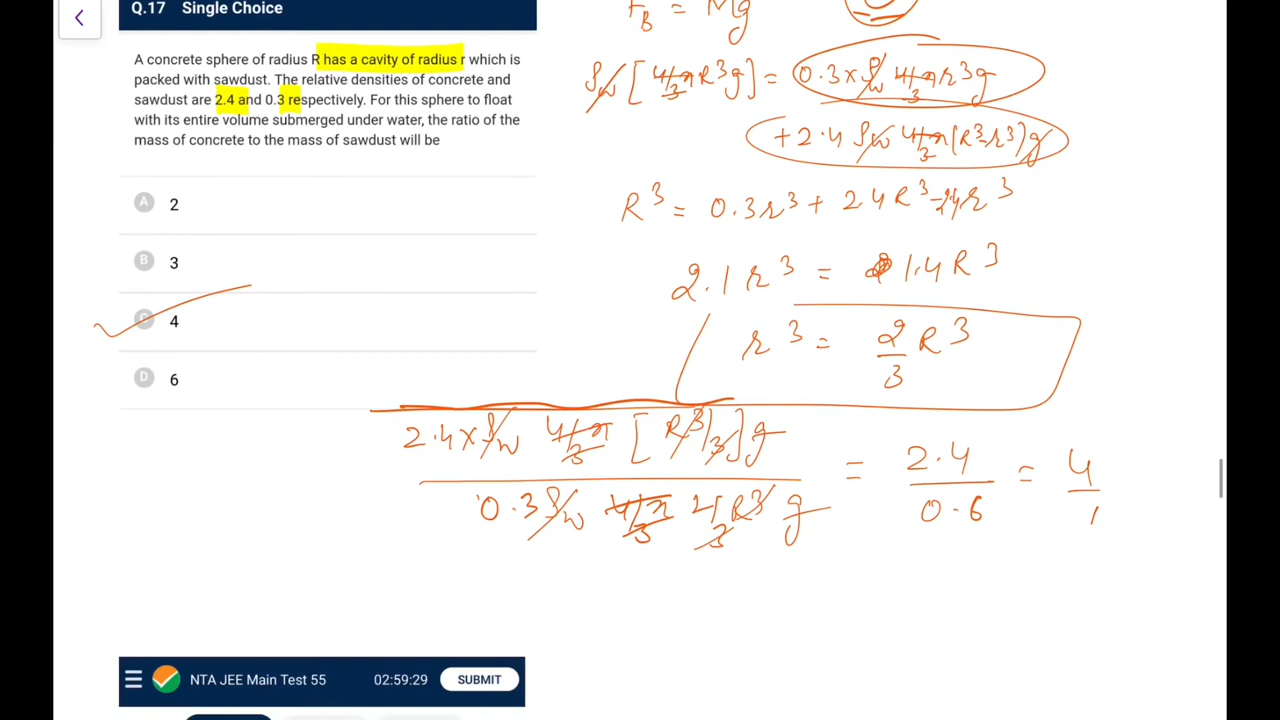 Q.17 Single Choice
A concrete sphere of radius R has a cavity of radius r which is
packed with sawdust. The relative densities of concrete and
sawdust are 2.4 and 0.3 respectively. For this sphere to float
with its entire volume submerged under water, the ratio of the
mass of concrete to the mass of sawdust will be
A 2
B 3
C 4
D 6
F_B = Mg
ρw [4/3 π R³g] = 0.3 × ρw 4/3 π r³g
+ 2.4 ρw 4/3 π (R³-r³)g
R³ = 0.3r³ + 2.4R³ - 2.4r³
2.1 r³ = 1.4R³
r³ = 2/3 R³
2.4 × ρw 4/3 π [R³/3]g / 0.3 ρw 4/3 π 2/3 R³ g = 2.4/0.6 = 4/1
NTA JEE Main Test 55
02:59:29
SUBMIT